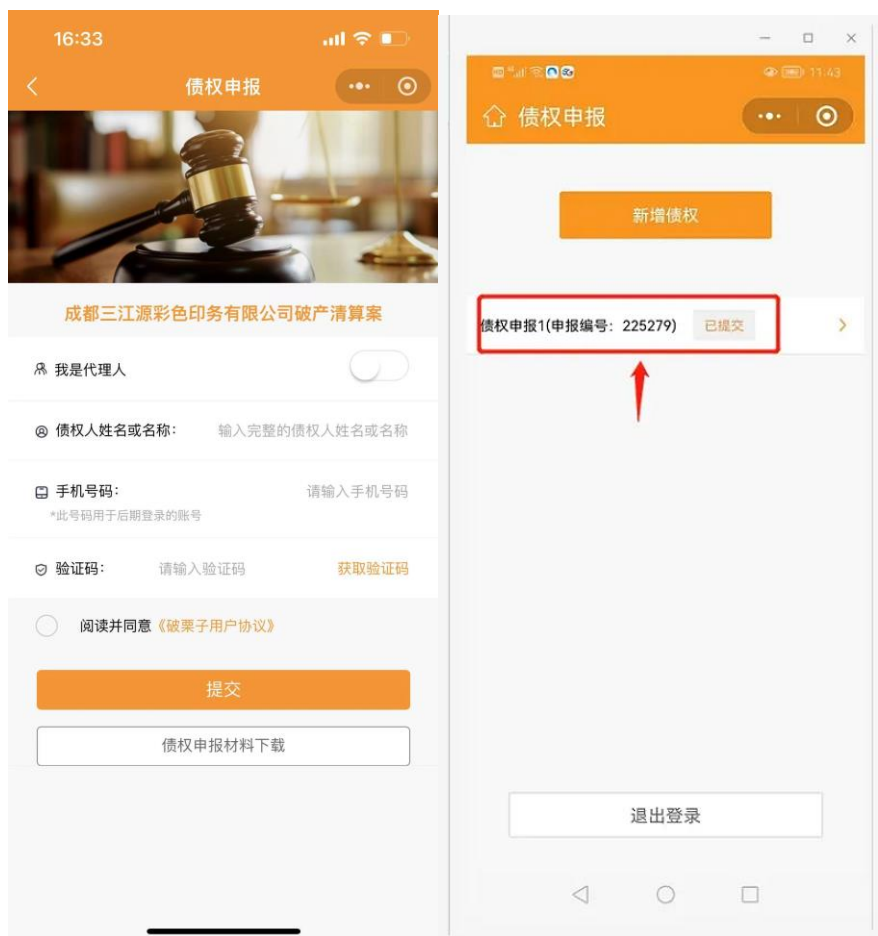 16:33
债权申报
成都三江源彩色印务有限公司破产清算案
我是代理人
债权人姓名或名称: 输入完整的债权人姓名或名称
手机号码: 请输入手机号码
*此号码用于后期登录的账号
验证码: 请输入验证码 获取验证码
阅读并同意《破栗子用户协议》
提交
债权申报材料下载
11:43
债权申报
新增债权
债权申报1(申报编号: 225279) 已提交
退出登录